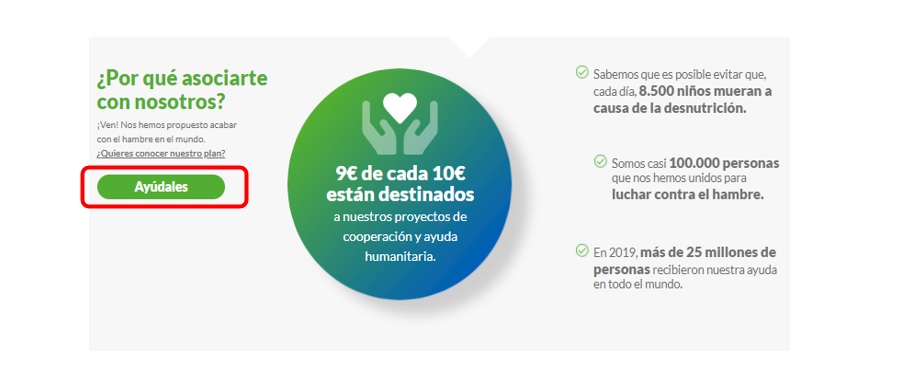 ¿Por qué asociarte
con nosotros?
¡Ven! Nos hemos propuesto acabar
con el hambre en el mundo.
¿Quieres conocer nuestro plan?
Ayúdales
9€ de cada 10€
están destinados
a nuestros proyectos de
cooperación y ayuda
humanitaria.
Sabemos que es posible evitar que,
cada día, 8.500 niños mueran a
causa de la desnutrición.
Somos casi 100.000 personas
que nos hemos unidos para
luchar contra el hambre.
En 2019, más de 25 millones de
personas recibieron nuestra ayuda
en todo el mundo.